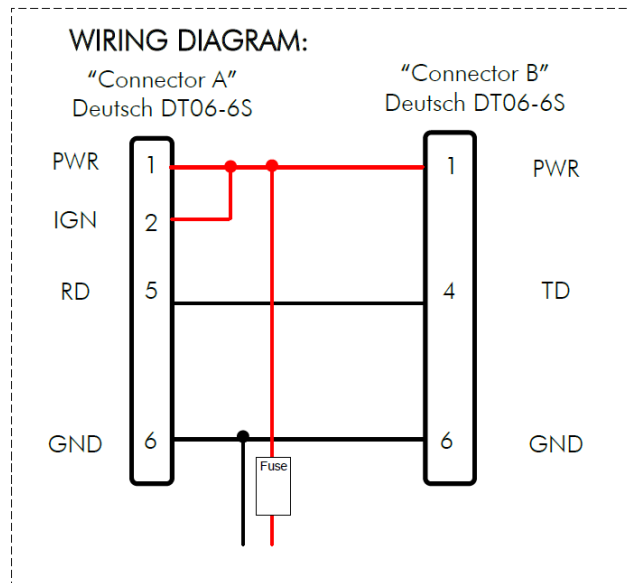 WIRING DIAGRAM:
“Connector A”
Deutsch DT06-6S
“Connector B”
Deutsch DT06-6S
PWR 1 1 PWR
IGN 2
RD 5 4 TD
GND 6 6 GND
Fuse